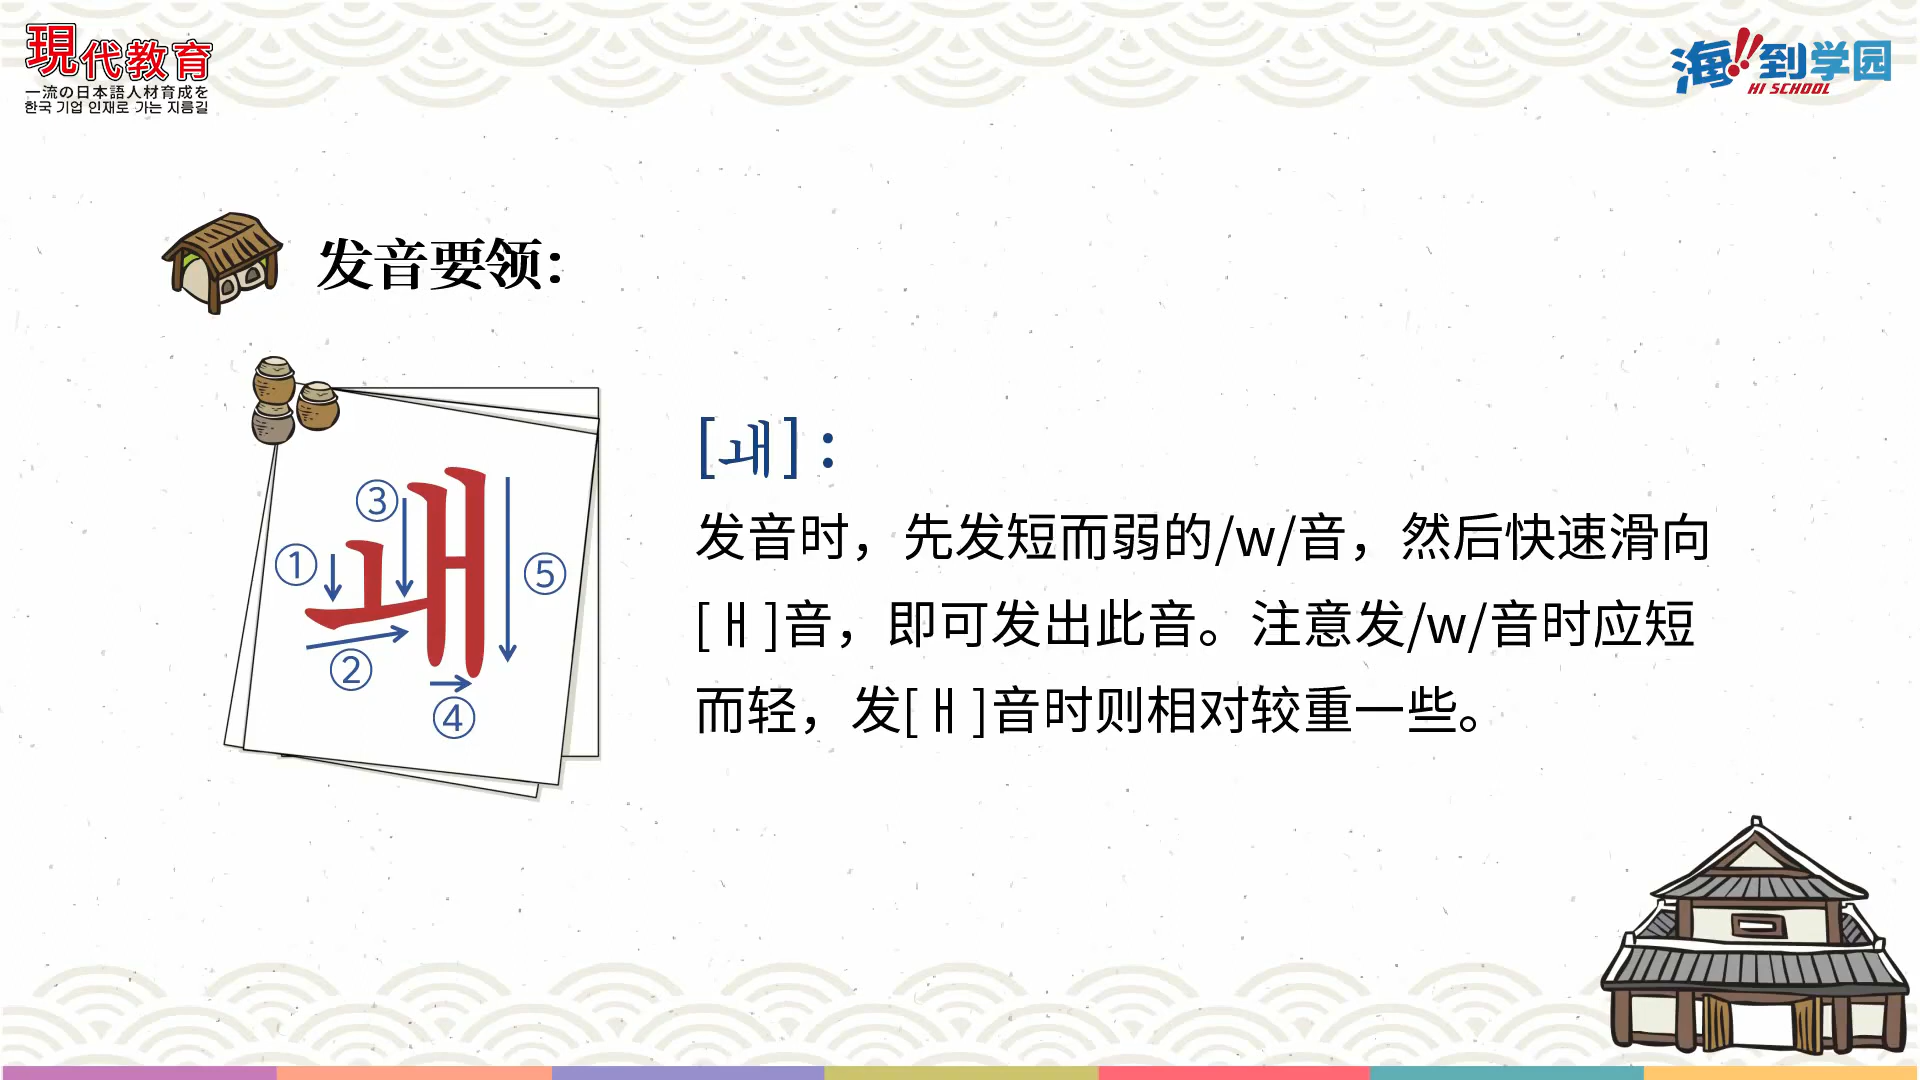 現代教育
一流の日本語人材育成を
한국 기업 인재로 가는 지름길
海!!到学园
HI SCHOOL
发音要领：
①
②
③
④
⑤
ㅙ
[ㅙ]：
发音时，先发短而弱的/w/音，然后快速滑向
[ㅐ]音，即可发出此音。注意发/w/音时应短
而轻，发[ㅐ]音时则相对较重一些。